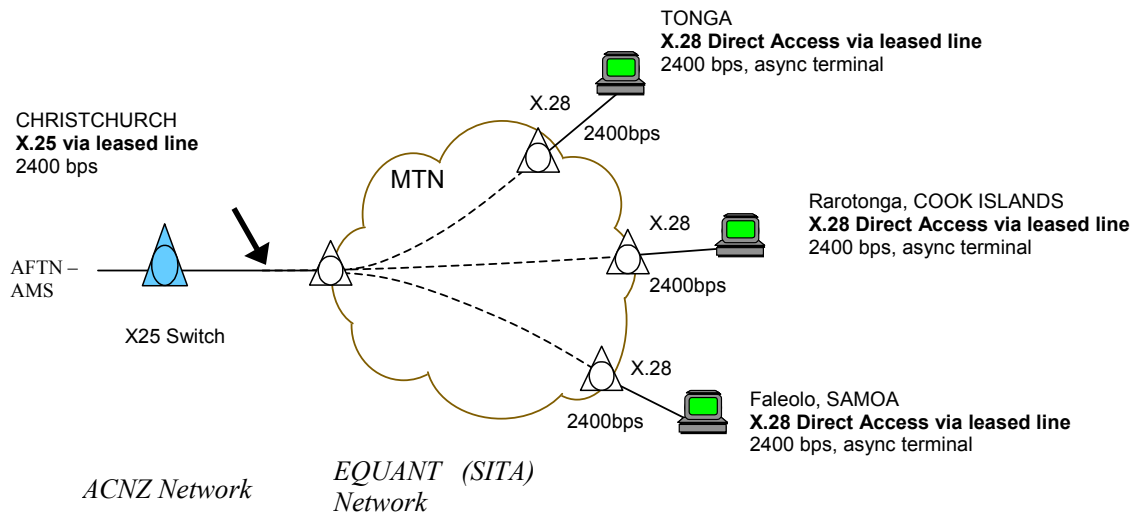 TONGA
X.28 Direct Access via leased line
2400 bps, async terminal
X.28
2400bps
CHRISTCHURCH
X.25 via leased line
2400 bps
MTN
Rarotonga, COOK ISLANDS
X.28 Direct Access via leased line
2400 bps, async terminal
X.28
2400bps
AFTN –
AMS
X25 Switch
X.28
2400bps
Faleolo, SAMOA
X.28 Direct Access via leased line
2400 bps, async terminal
ACNZ Network
EQUANT (SITA)
Network